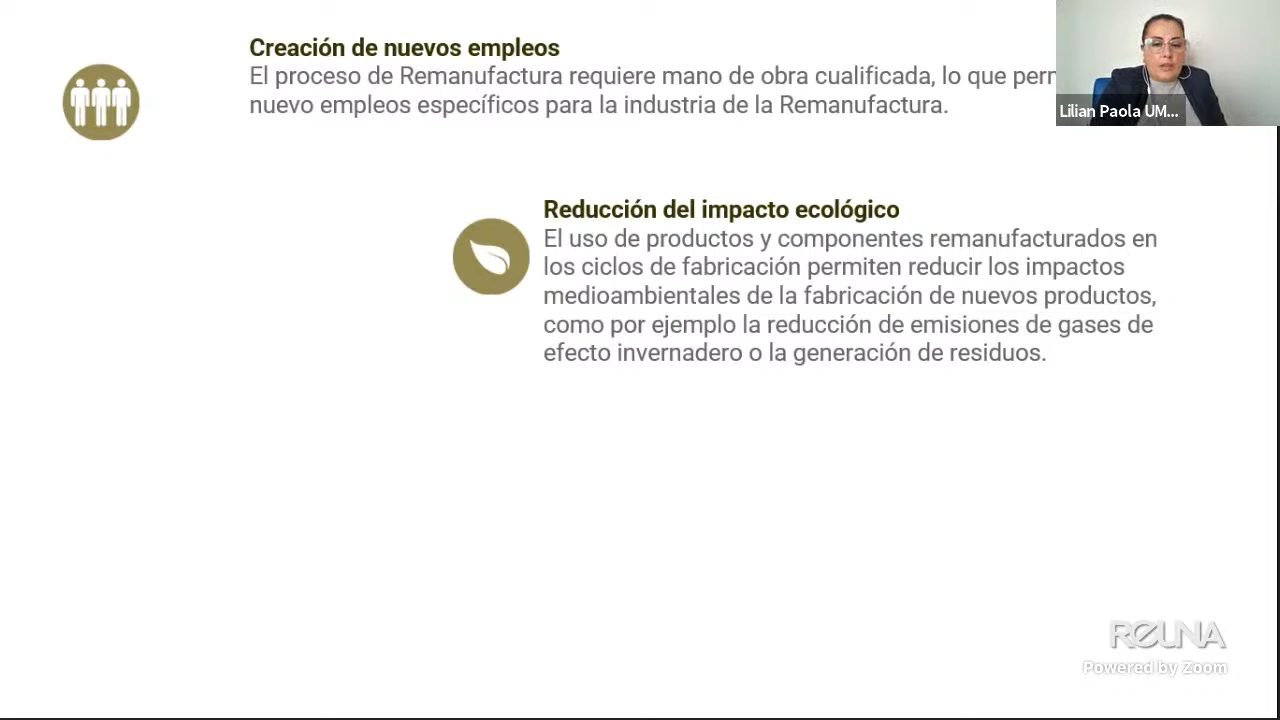 Creación de nuevos empleos
El proceso de Remanufactura requiere mano de obra cualificada, lo que
nuevo empleos específicos para la industria de la Remanufactura.
Lilian Paola UM...
Reducción del impacto ecológico
El uso de productos y componentes remanufacturados en
los ciclos de fabricación permiten reducir los impactos
medioambientales de la fabricación de nuevos productos,
como por ejemplo la reducción de emisiones de gases de
efecto invernadero o la generación de residuos.
REUNA
Powered by Zoom